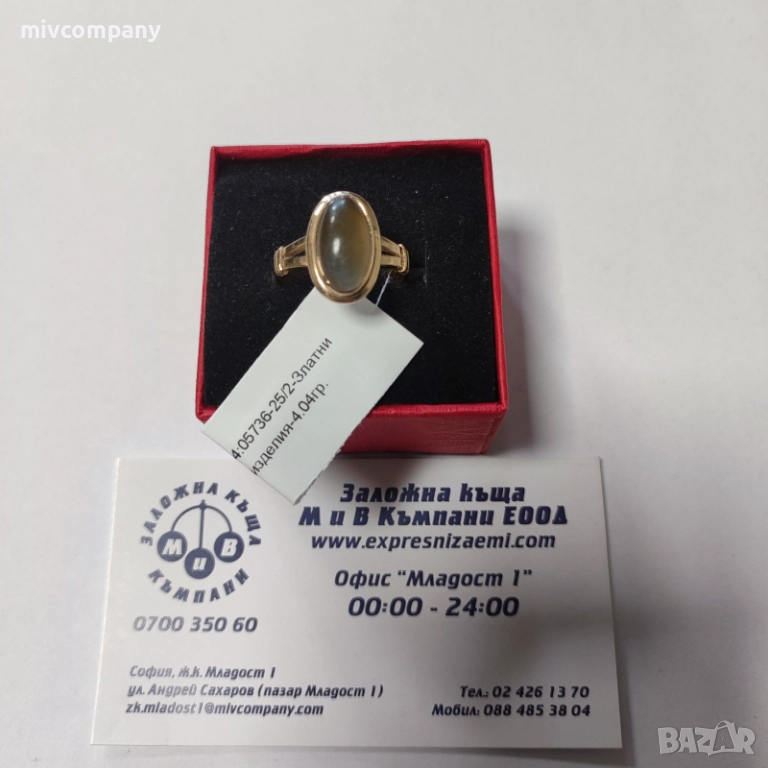 mivcompany
4:05736-25/2-Златни
изделия-4.04гр.
ЗАЛОЖНА КЪЩА
М и В
КЪМПАНИ
0700 350 60
Заложна къща
М и В Къмпани ЕООД
www.expresnizaemi.com
Офис "Младост 1"
00:00 - 24:00
София, ж.к. Младост 1
ул. Андрей Сахаров (пазар Младост 1)
zk.mladost1@mivcompany.com
Тел.: 02 426 13 70
Мобил: 088 485 38 04
BAZAR